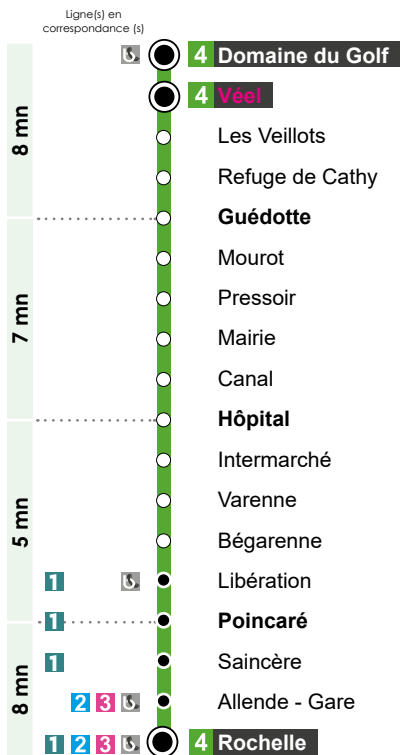 Ligne(s) en
correspondance (s)
4 Domaine du Golf
4 Véel
8 mn
Les Veillots
Refuge de Cathy
Guédotte
Mourot
Pressoir
7 mn
Mairie
Canal
Hôpital
Intermarché
Varenne
5 mn
Bégarenne
1 Libération
1 Poincaré
1 Saincère
8 mn
2 3 Allende - Gare
1 2 3 4 Rochelle